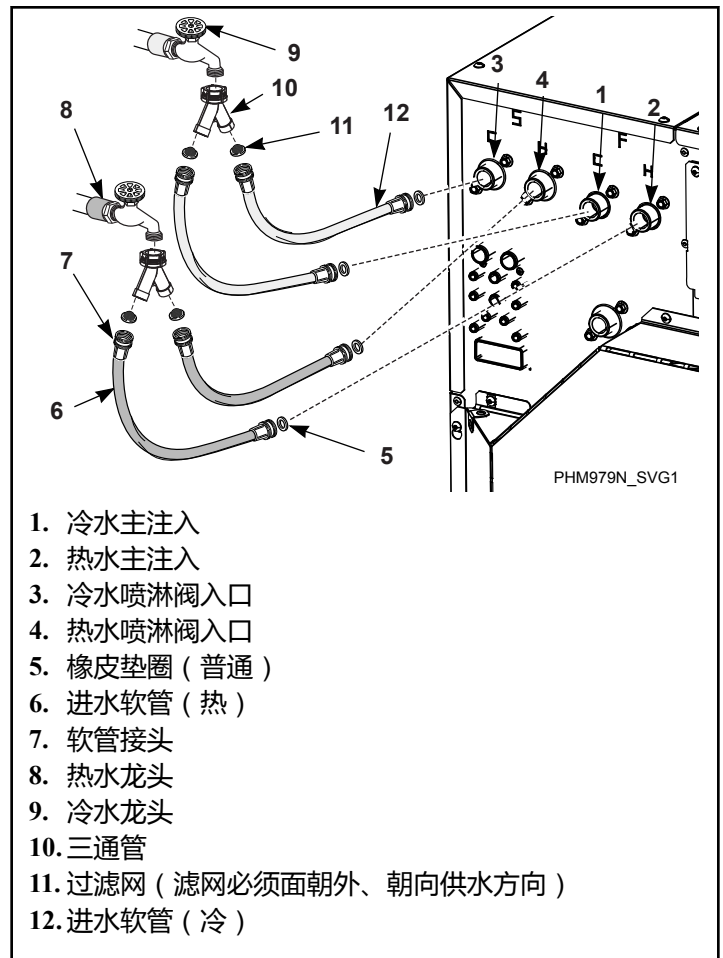 9
3
4
1
2
10
12
8
11
S
F
C
H
C
H
7
6
5
PHM979N_SVG1
1. 冷水主注入
2. 热水主注入
3. 冷水喷淋阀入口
4. 热水喷淋阀入口
5. 橡皮垫圈（普通）
6. 进水软管（热）
7. 软管接头
8. 热水龙头
9. 冷水龙头
10. 三通管
11. 过滤网（滤网必须面朝外、朝向供水方向）
12. 进水软管（冷）